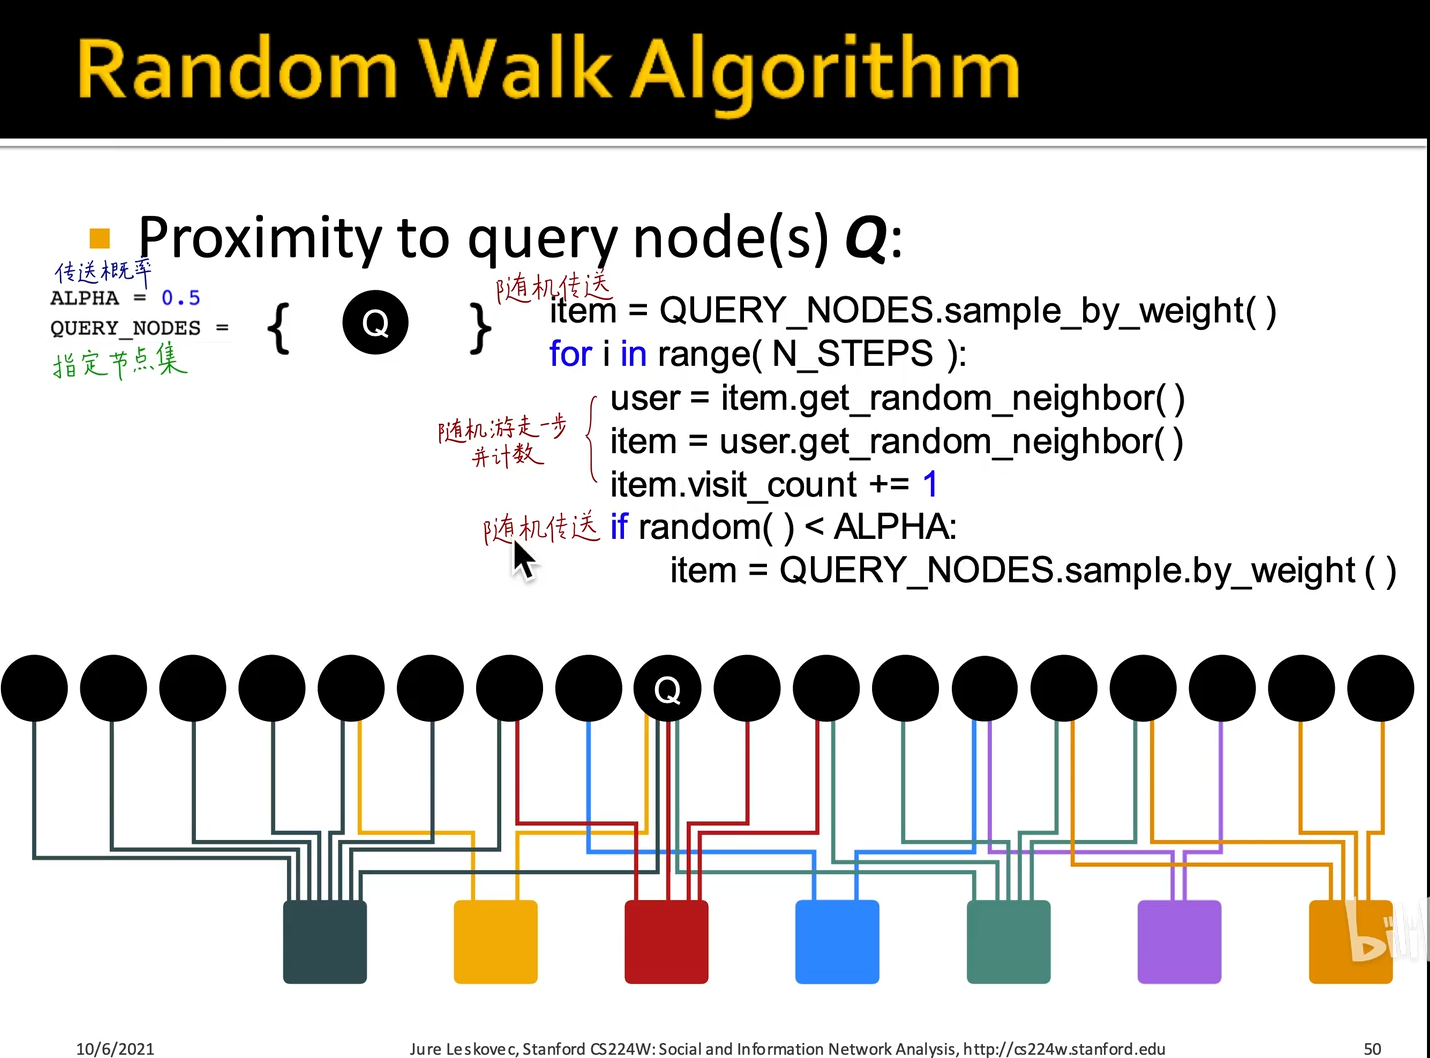 Random Walk Algorithm
Proximity to query node(s) Q:
传送概率
ALPHA = 0.5
QUERY_NODES =
指定节点集
{ Q }
随机传送
item = QUERY_NODES.sample_by_weight( )
for i in range( N_STEPS ):
user = item.get_random_neighbor( )
item = user.get_random_neighbor( )
item.visit_count += 1
随机游走一步
并计数
随机传送
if random( ) < ALPHA:
item = QUERY_NODES.sample.by_weight ( )
Q
10/6/2021
Jure Leskovec, Stanford CS224W: Social and Information Network Analysis, http://cs224w.stanford.edu
50